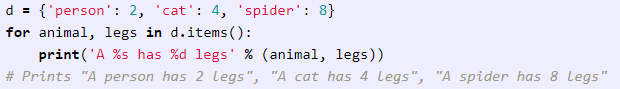 d = {'person': 2, 'cat': 4, 'spider': 8}
for animal, legs in d.items():
    print('A %s has %d legs' % (animal, legs))
# Prints "A person has 2 legs", "A cat has 4 legs", "A spider has 8 legs"